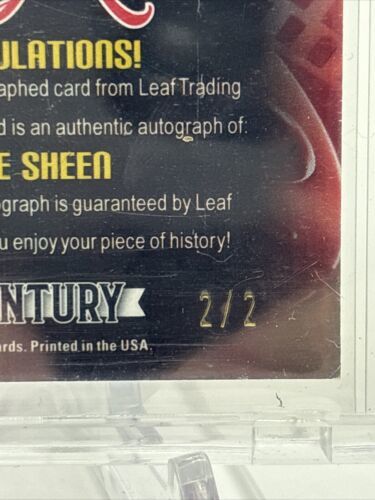 ULATIONS!
aphed card from Leaf Trading
d is an authentic autograph of:
E SHEEN
ograph is guaranteed by Leaf
u enjoy your piece of history!
NTURY
2/2
ards. Printed in the USA.